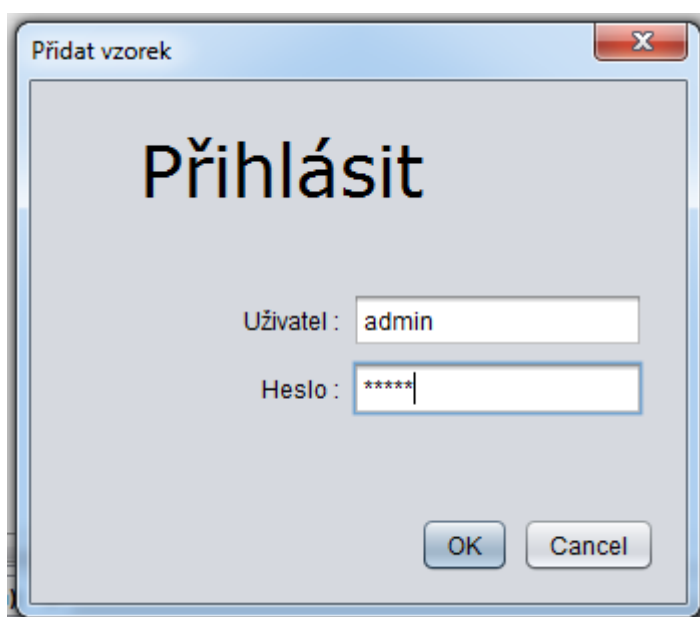 Přidat vzorek
Přihlásit
Uživatel : admin
Heslo : *****
OK Cancel
)